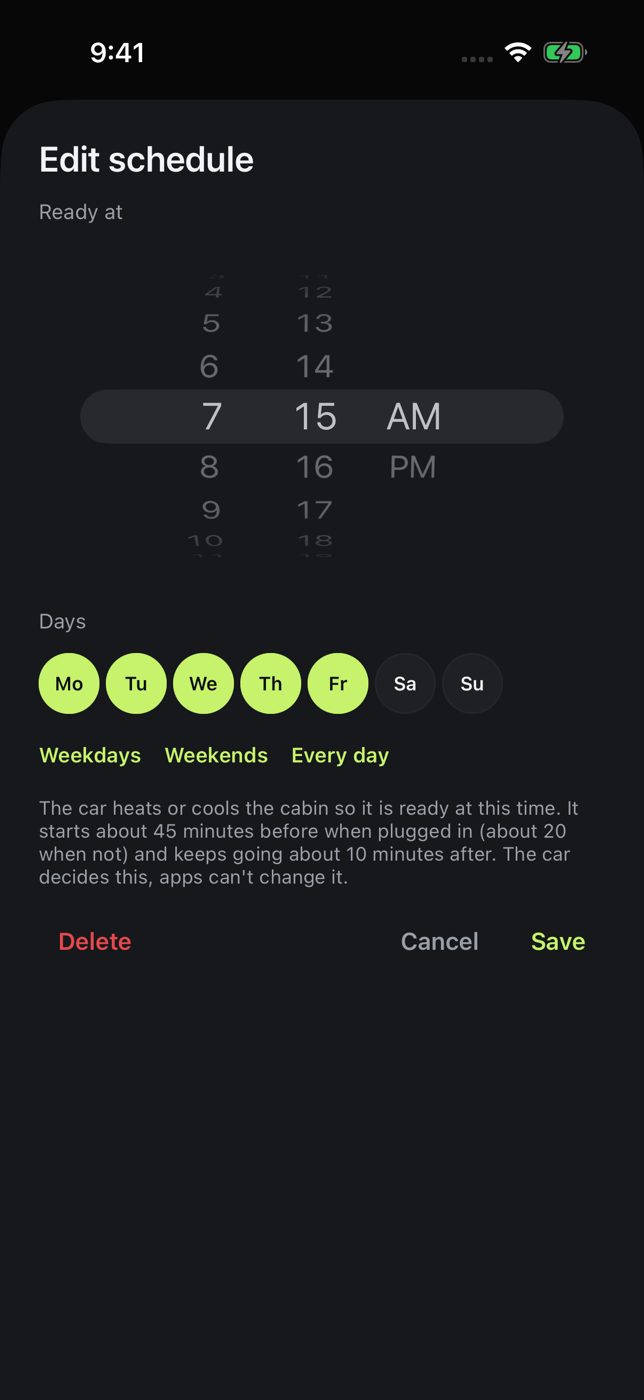 9:41
Edit schedule
Ready at
4 12
5 13
6 14
7 15 AM
8 16 PM
9 17
10 18
Days
Mo Tu We Th Fr Sa Su
Weekdays Weekends Every day
The car heats or cools the cabin so it is ready at this time. It
starts about 45 minutes before when plugged in (about 20
when not) and keeps going about 10 minutes after. The car
decides this, apps can't change it.
Delete Cancel Save